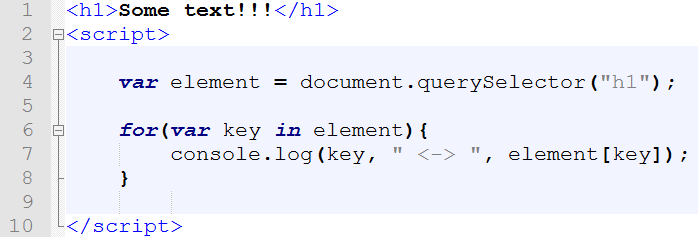 1 <h1>Some text!!!</h1>
2 <script>
3
4 var element = document.querySelector("h1");
5
6 for(var key in element){
7 console.log(key, " <-> ", element[key]);
8 }
9
10 </script>